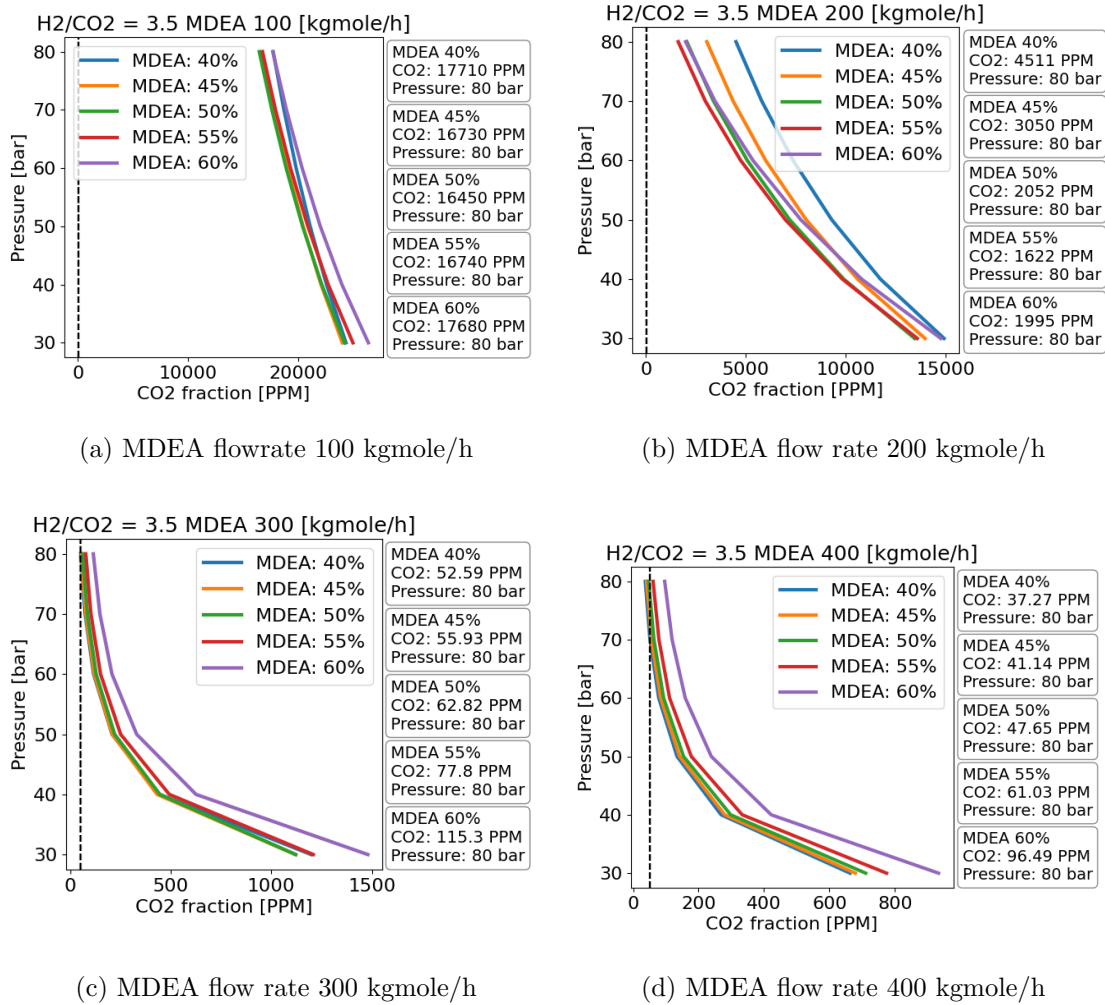 H2/CO2 = 3.5 MDEA 100 [kgmole/h]
Pressure [bar]
80
70
60
50
40
30
MDEA: 40%
MDEA: 45%
MDEA: 50%
MDEA: 55%
MDEA: 60%
0
10000
20000
CO2 fraction [PPM]
MDEA 40%
CO2: 17710 PPM
Pressure: 80 bar
MDEA 45%
CO2: 16730 PPM
Pressure: 80 bar
MDEA 50%
CO2: 16450 PPM
Pressure: 80 bar
MDEA 55%
CO2: 16740 PPM
Pressure: 80 bar
MDEA 60%
CO2: 17680 PPM
Pressure: 80 bar
(a) MDEA flowrate 100 kgmole/h
H2/CO2 = 3.5 MDEA 200 [kgmole/h]
Pressure [bar]
80
70
60
50
40
30
MDEA: 40%
MDEA: 45%
MDEA: 50%
MDEA: 55%
MDEA: 60%
0
5000
10000
15000
CO2 fraction [PPM]
MDEA 40%
CO2: 4511 PPM
Pressure: 80 bar
MDEA 45%
CO2: 3050 PPM
Pressure: 80 bar
MDEA 50%
CO2: 2052 PPM
Pressure: 80 bar
MDEA 55%
CO2: 1622 PPM
Pressure: 80 bar
MDEA 60%
CO2: 1995 PPM
Pressure: 80 bar
(b) MDEA flow rate 200 kgmole/h
H2/CO2 = 3.5 MDEA 300 [kgmole/h]
Pressure [bar]
80
70
60
50
40
30
MDEA: 40%
MDEA: 45%
MDEA: 50%
MDEA: 55%
MDEA: 60%
0
500
1000
1500
CO2 fraction [PPM]
MDEA 40%
CO2: 52.59 PPM
Pressure: 80 bar
MDEA 45%
CO2: 55.93 PPM
Pressure: 80 bar
MDEA 50%
CO2: 62.82 PPM
Pressure: 80 bar
MDEA 55%
CO2: 77.8 PPM
Pressure: 80 bar
MDEA 60%
CO2: 115.3 PPM
Pressure: 80 bar
(c) MDEA flow rate 300 kgmole/h
H2/CO2 = 3.5 MDEA 400 [kgmole/h]
Pressure [bar]
80
70
60
50
40
30
MDEA: 40%
MDEA: 45%
MDEA: 50%
MDEA: 55%
MDEA: 60%
0
200
400
600
800
CO2 fraction [PPM]
MDEA 40%
CO2: 37.27 PPM
Pressure: 80 bar
MDEA 45%
CO2: 41.14 PPM
Pressure: 80 bar
MDEA 50%
CO2: 47.65 PPM
Pressure: 80 bar
MDEA 55%
CO2: 61.03 PPM
Pressure: 80 bar
MDEA 60%
CO2: 96.49 PPM
Pressure: 80 bar
(d) MDEA flow rate 400 kgmole/h